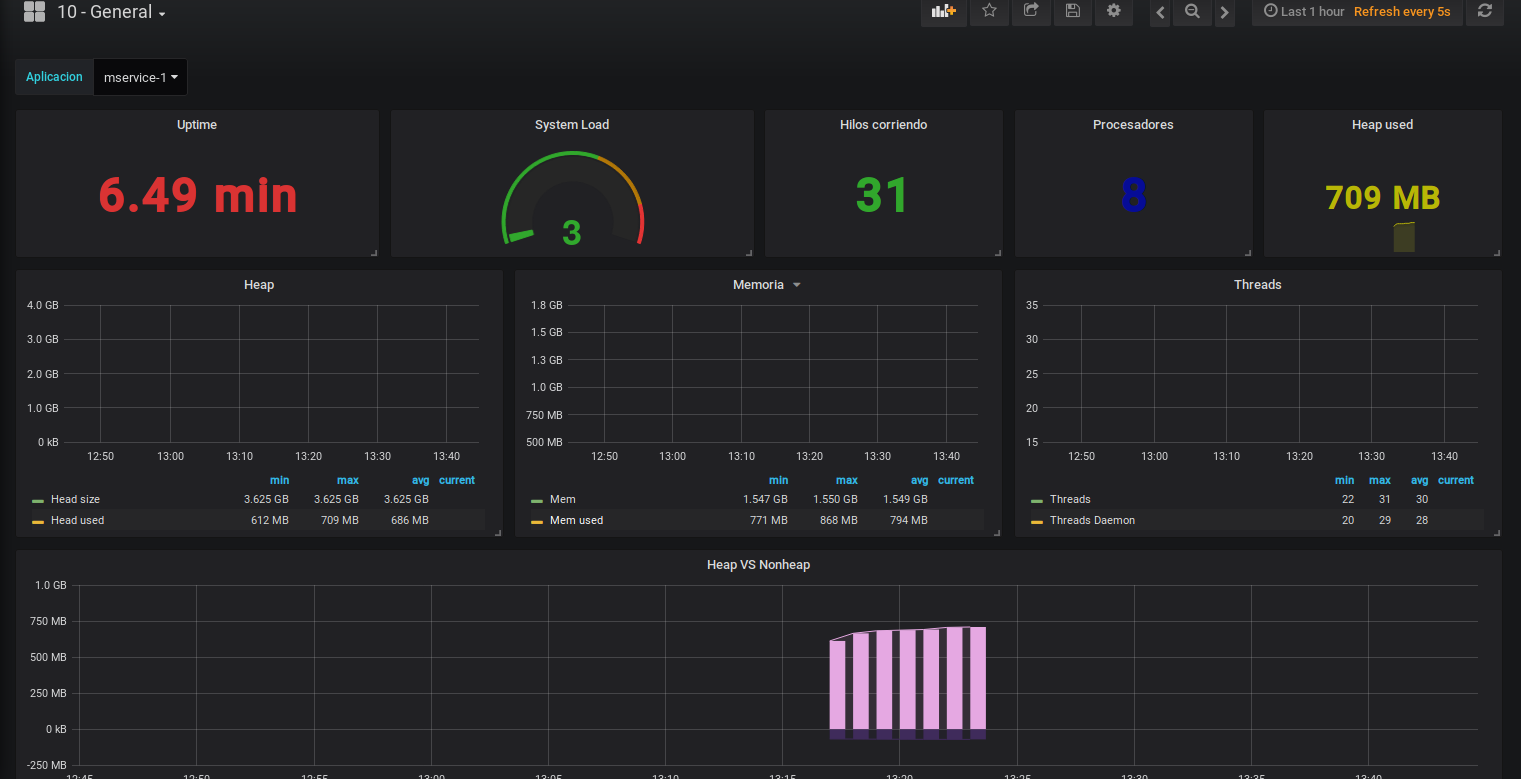 10 - General
Last 1 hour Refresh every 5s
Aplicacion mservice-1
Uptime
6.49 min
System Load
3
Hilos corriendo
31
Procesadores
8
Heap used
709 MB
Heap
4.0 GB
3.0 GB
2.0 GB
1.0 GB
0 kB
12:50 13:00 13:10 13:20 13:30 13:40
min max avg current
Head size 3.625 GB 3.625 GB 3.625 GB
Head used 612 MB 709 MB 686 MB
Memoria
1.8 GB
1.5 GB
1.3 GB
1.0 GB
750 MB
500 MB
12:50 13:00 13:10 13:20 13:30 13:40
min max avg current
Mem 1.547 GB 1.550 GB 1.549 GB
Mem used 771 MB 868 MB 794 MB
Threads
35
30
25
20
15
12:50 13:00 13:10 13:20 13:30 13:40
min max avg current
Threads 22 31 30
Threads Daemon 20 29 28
Heap VS Nonheap
1.0 GB
750 MB
500 MB
250 MB
0 kB
-250 MB
12:45 12:50 12:55 13:00 13:05 13:10 13:15 13:20 13:25 13:30 13:35 13:40